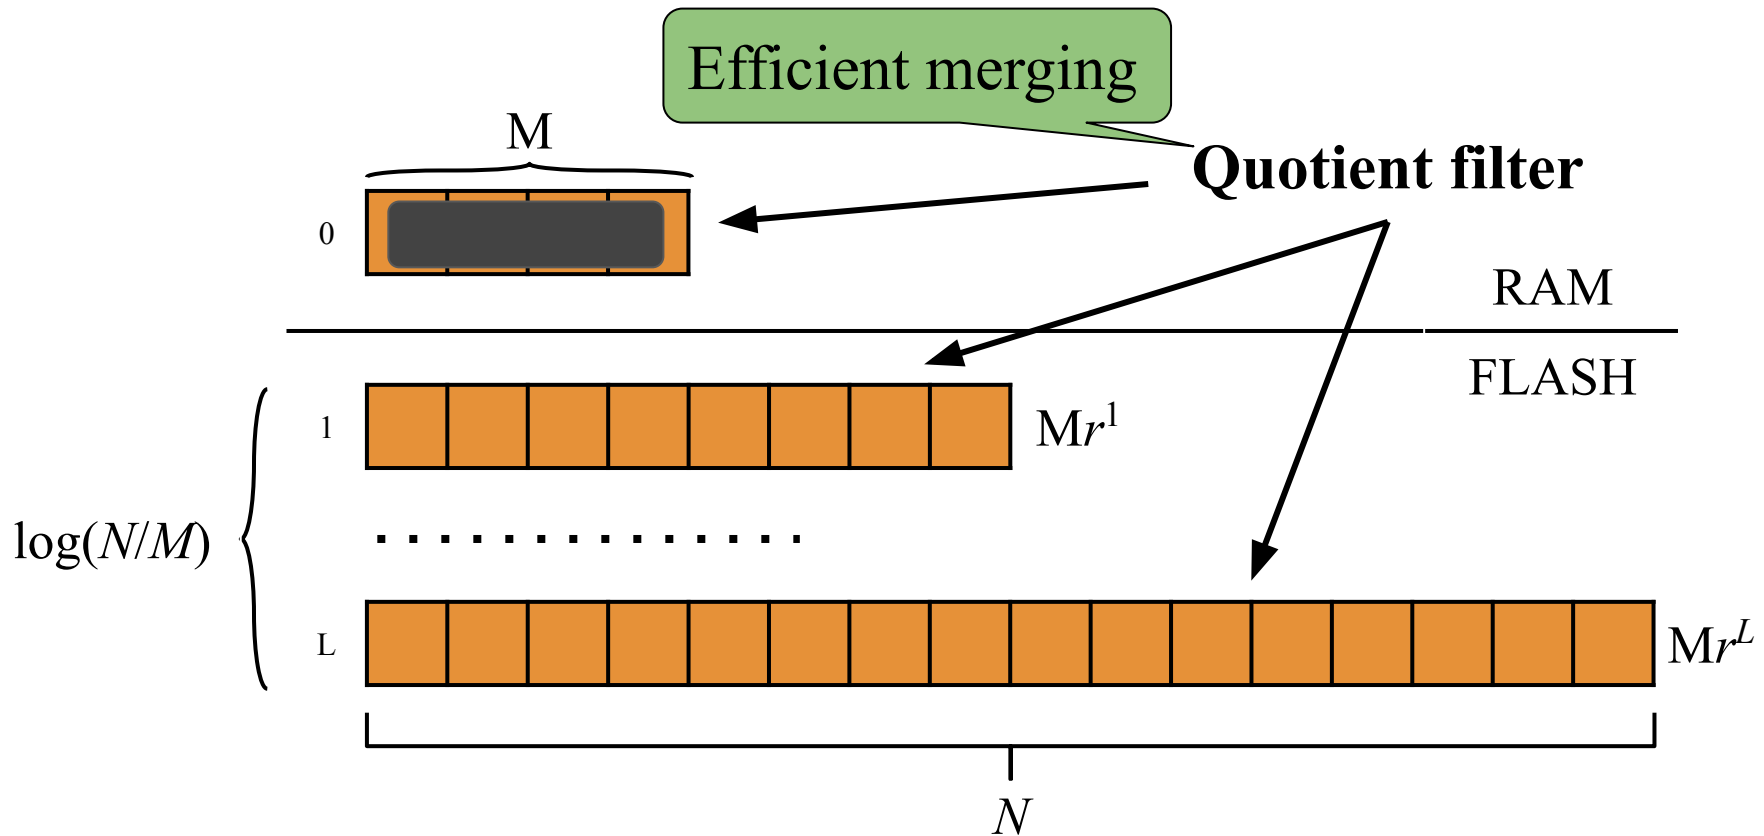 Efficient merging
M
Quotient filter
0
RAM
FLASH
1
Mr¹
log(N/M)
L
Mrᴸ
N